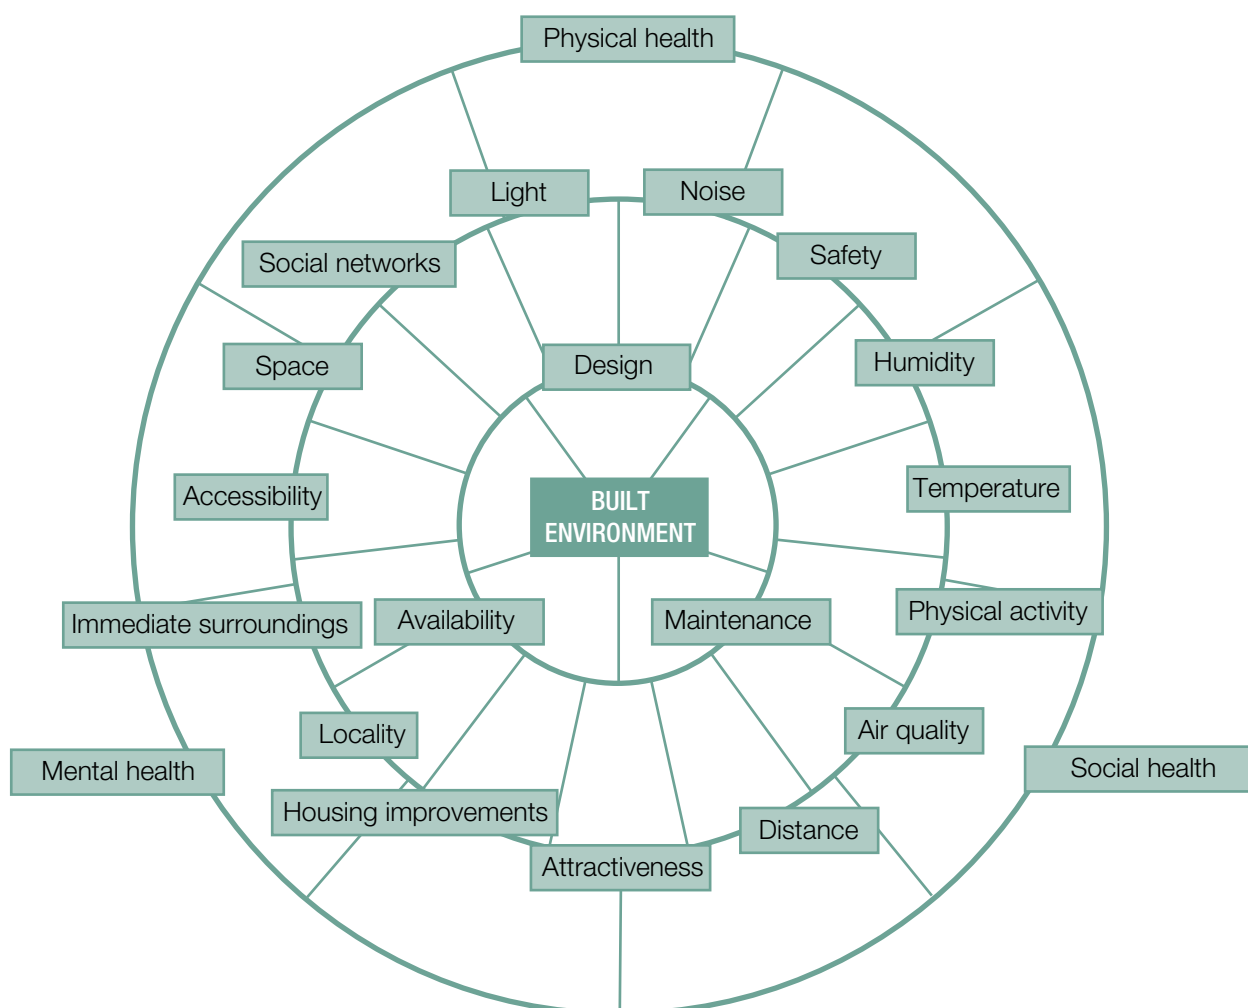 Physical health
Light
Noise
Social networks
Safety
Space
Design
Humidity
Accessibility
BUILT
ENVIRONMENT
Temperature
Immediate surroundings
Availability
Maintenance
Physical activity
Locality
Air quality
Mental health
Social health
Housing improvements
Distance
Attractiveness